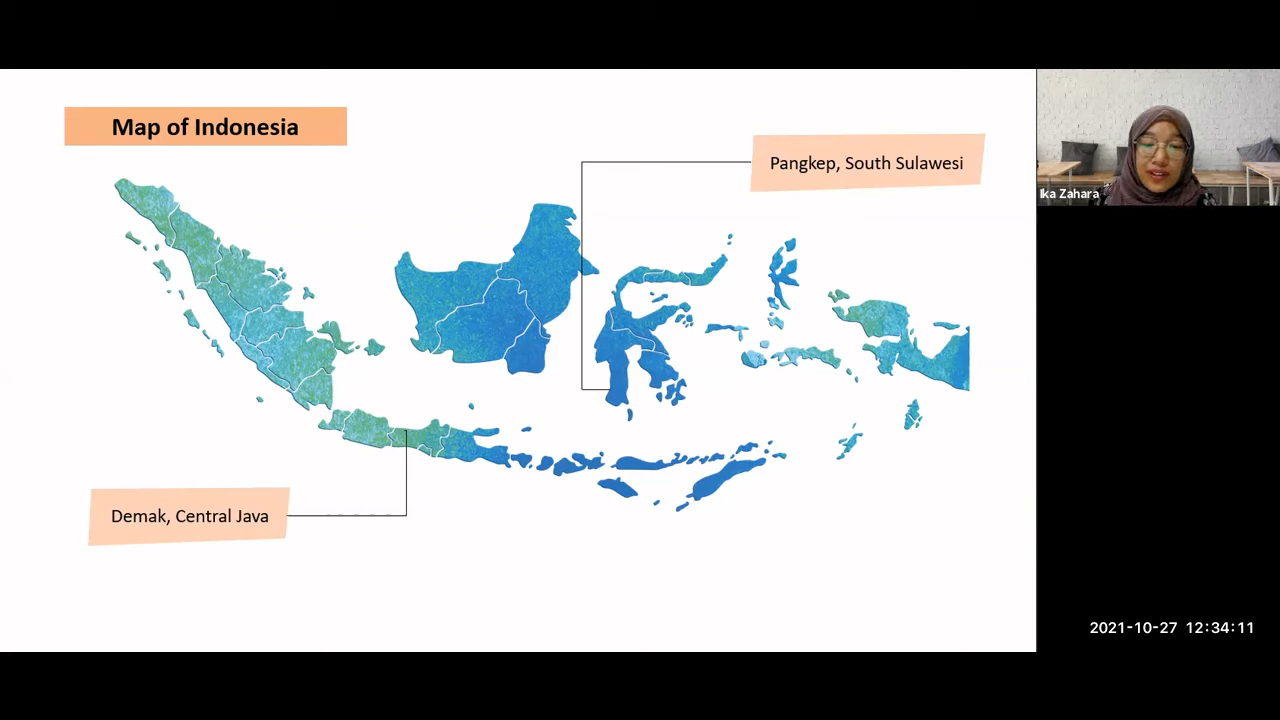 Map of Indonesia
Pangkep, South Sulawesi
Ika Zahara
Demak, Central Java
2021-10-27 12:34:11